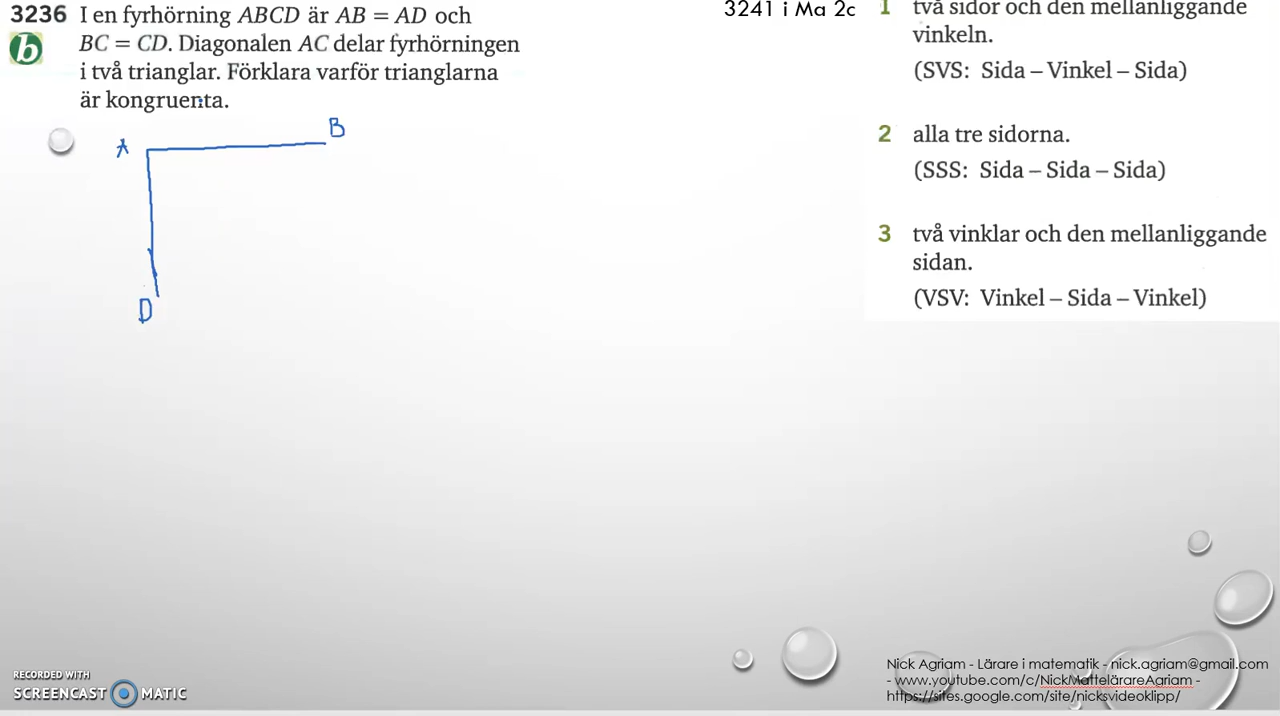 3236 I en fyrhörning ABCD är AB = AD och
b BC = CD. Diagonalen AC delar fyrhörningen
i två trianglar. Förklara varför trianglarna
är kongruenta.
A
B
D
3241 i Ma 2c
1 två sidor och den mellanliggande
vinkeln.
(SVS: Sida – Vinkel – Sida)
2 alla tre sidorna.
(SSS: Sida – Sida – Sida)
3 två vinklar och den mellanliggande
sidan.
(VSV: Vinkel – Sida – Vinkel)
RECORDED WITH
SCREENCAST MATIC
Nick Agriam - Lärare i matematik - nick.agriam@gmail.com
- www.youtube.com/c/NickMattelärareAgriam -
https://sites.google.com/site/nicksvideoklipp/